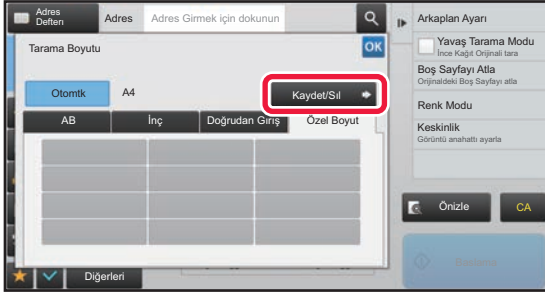 Adres
Defteri
Adres
Adres Girmek için dokunun
Tarama Boyutu
OK
Otomtk
A4
Kaydet/Sıl
AB
İnç
Doğrudan Giriş
Özel Boyut
Diğerleri
Arkaplan Ayarı
Yavaş Tarama Modu
İnce Kağıt Orijinali tara
Boş Sayfayı Atla
Orijinaldeki Boş Sayfayı atla
Renk Modu
Keskinlik
Görüntü anahattı ayarla
Önizle
CA